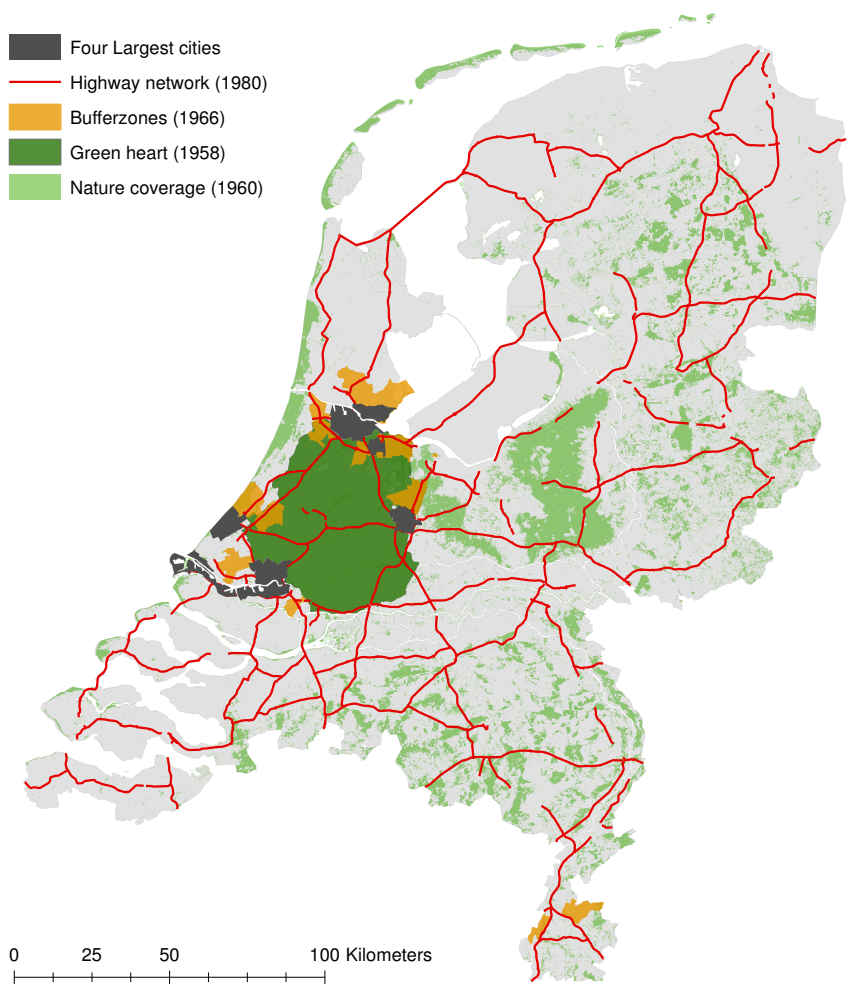 Four Largest cities
Highway network (1980)
Bufferzones (1966)
Green heart (1958)
Nature coverage (1960)
0 25 50 100 Kilometers